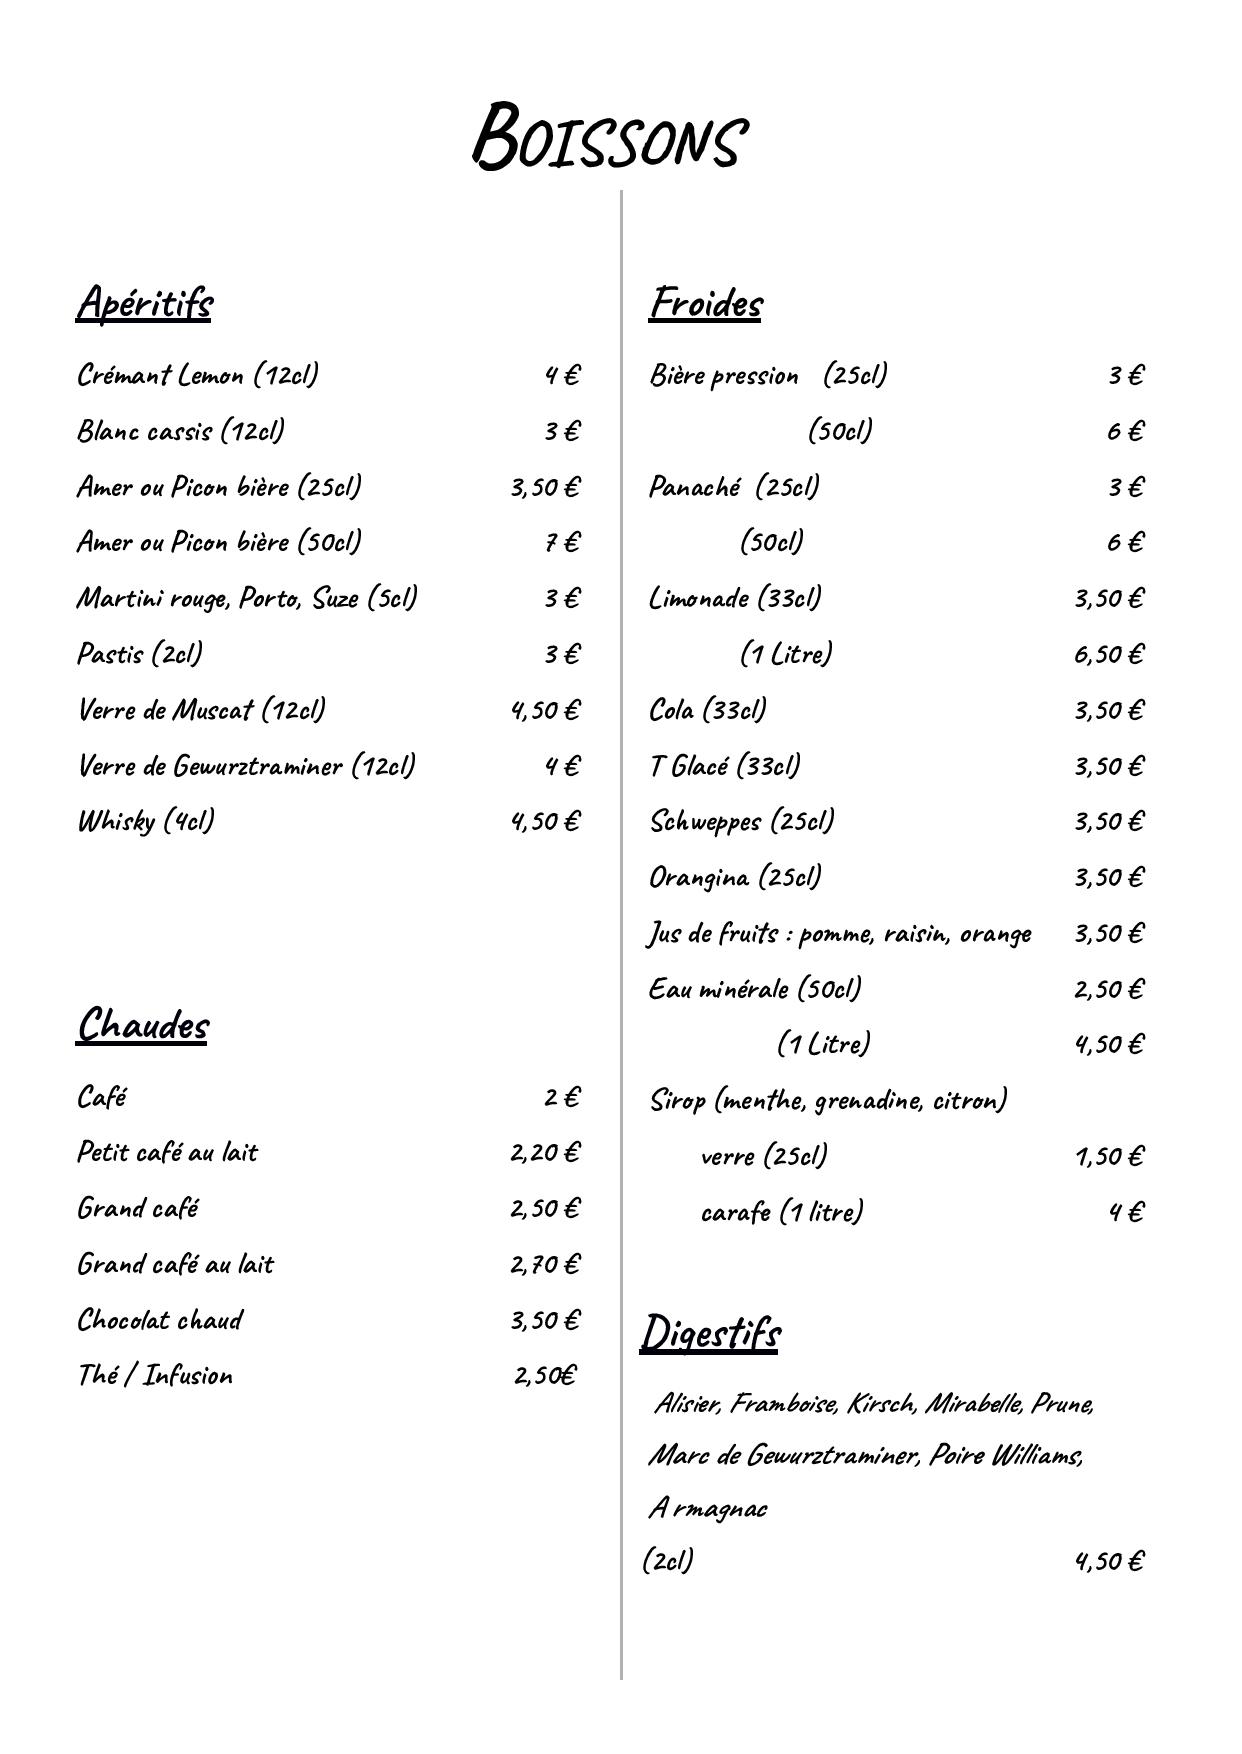 BOISSONS
Apéritifs
Crémant Lemon (12cl) 4 €
Blanc cassis (12cl) 3 €
Amer ou Picon bière (25cl) 3,50 €
Amer ou Picon bière (50cl) 7 €
Martini rouge, Porto, Suze (5cl) 3 €
Pastis (2cl) 3 €
Verre de Muscat (12cl) 4,50 €
Verre de Gewurztraminer (12cl) 4 €
Whisky (4cl) 4,50 €
Chaudes
Café 2 €
Petit café au lait 2,20 €
Grand café 2,50 €
Grand café au lait 2,70 €
Chocolat chaud 3,50 €
Thé / Infusion 2,50€
Froides
Bière pression (25cl) 3 €
(50cl) 6 €
Panaché (25cl) 3 €
(50cl) 6 €
Limonade (33cl) 3,50 €
(1 Litre) 6,50 €
Cola (33cl) 3,50 €
T Glacé (33cl) 3,50 €
Schweppes (25cl) 3,50 €
Orangina (25cl) 3,50 €
Jus de fruits : pomme, raisin, orange 3,50 €
Eau minérale (50cl) 2,50 €
(1 Litre) 4,50 €
Sirop (menthe, grenadine, citron)
verre (25cl) 1,50 €
carafe (1 litre) 4 €
Digestifs
Alisier, Framboise, Kirsch, Mirabelle, Prune,
Marc de Gewurztraminer, Poire Williams,
A rmagnac
(2cl) 4,50 €